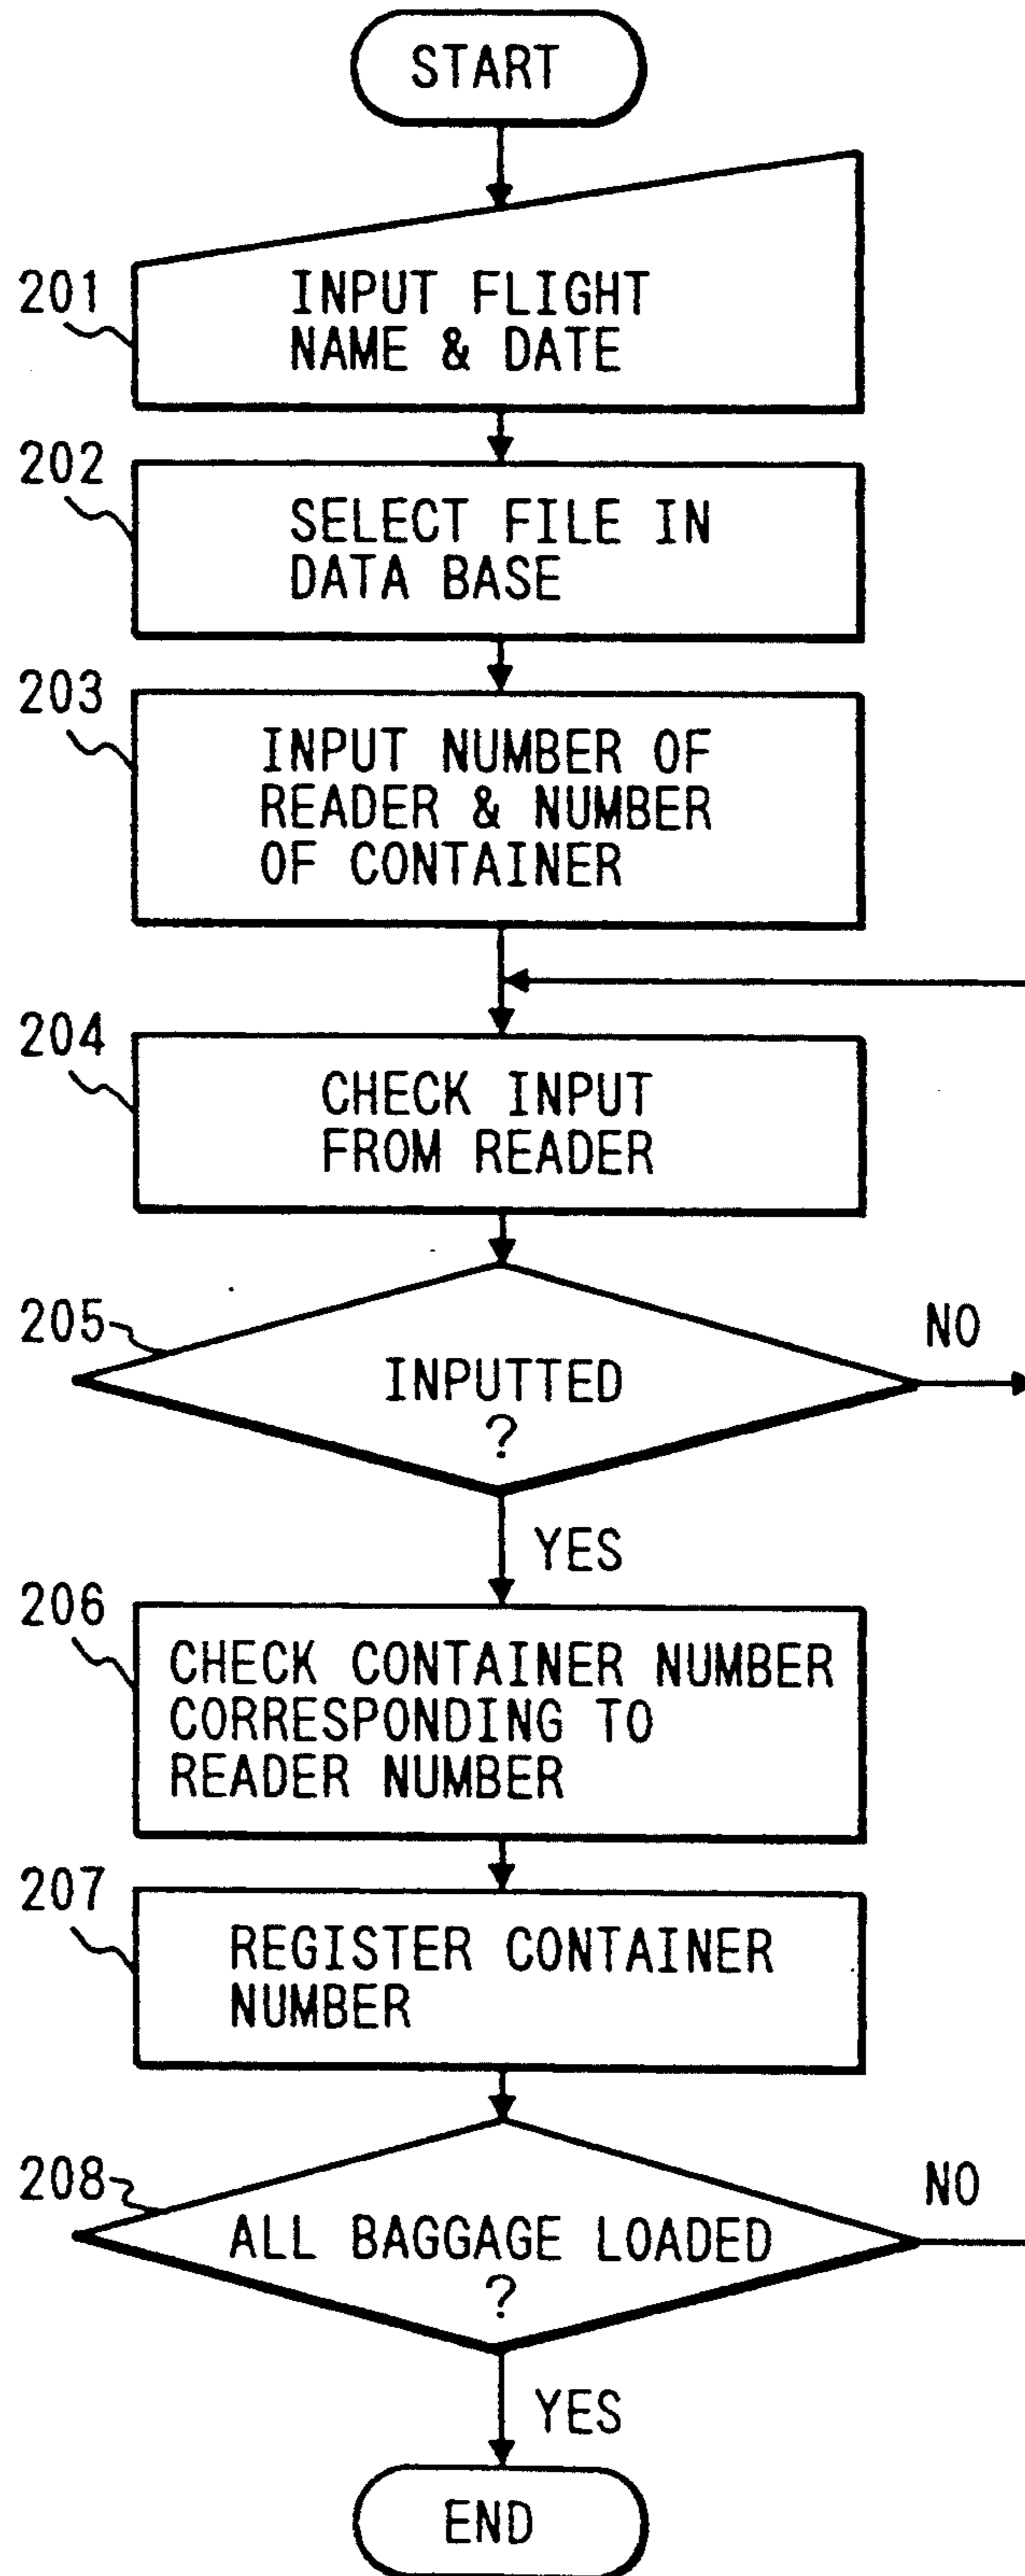 START
201
INPUT FLIGHT
NAME & DATE
202
SELECT FILE IN
DATA BASE
203
INPUT NUMBER OF
READER & NUMBER
OF CONTAINER
204
CHECK INPUT
FROM READER
205
NO
INPUTTED
?
YES
206
CHECK CONTAINER NUMBER
CORRESPONDING TO
READER NUMBER
207
REGISTER CONTAINER
NUMBER
208
NO
ALL BAGGAGE LOADED
?
YES
END